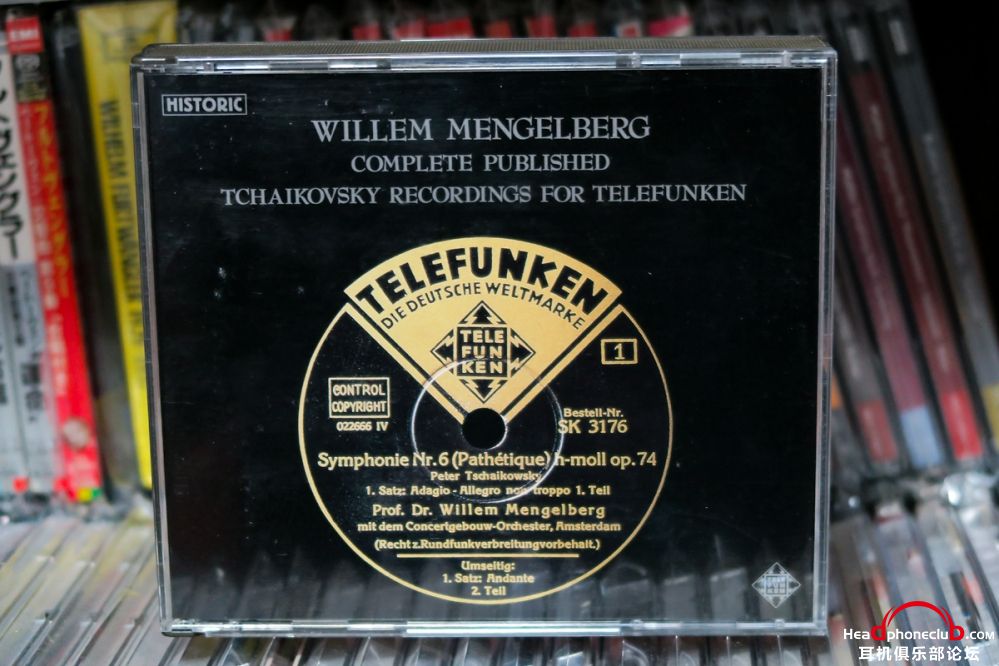 EMI
HISTORIC
WILLEM MENGELBERG
COMPLETE PUBLISHED
TCHAIKOVSKY RECORDINGS FOR TELEFUNKEN
TELEFUNKEN
DIE DEUTSCHE WELTMARKE
TELE
FUN
KEN
1
CONTROL
COPYRIGHT
022666 IV
Bestell-Nr.
SK 3176
Symphonie Nr. 6 (Pathétique) h-moll op. 74
Peter Tschaikowsky
1. Satz: Adagio - Allegro non troppo 1. Teil
Prof. Dr. Willem Mengelberg
mit dem Concertgebouw-Orchester, Amsterdam
(Recht z. Rundfunkverbreitung vorbehalt.)
Umseitig:
1. Satz: Andante
2. Teil
WILHELM
HeadphoneclubD.com
耳机俱乐部论坛